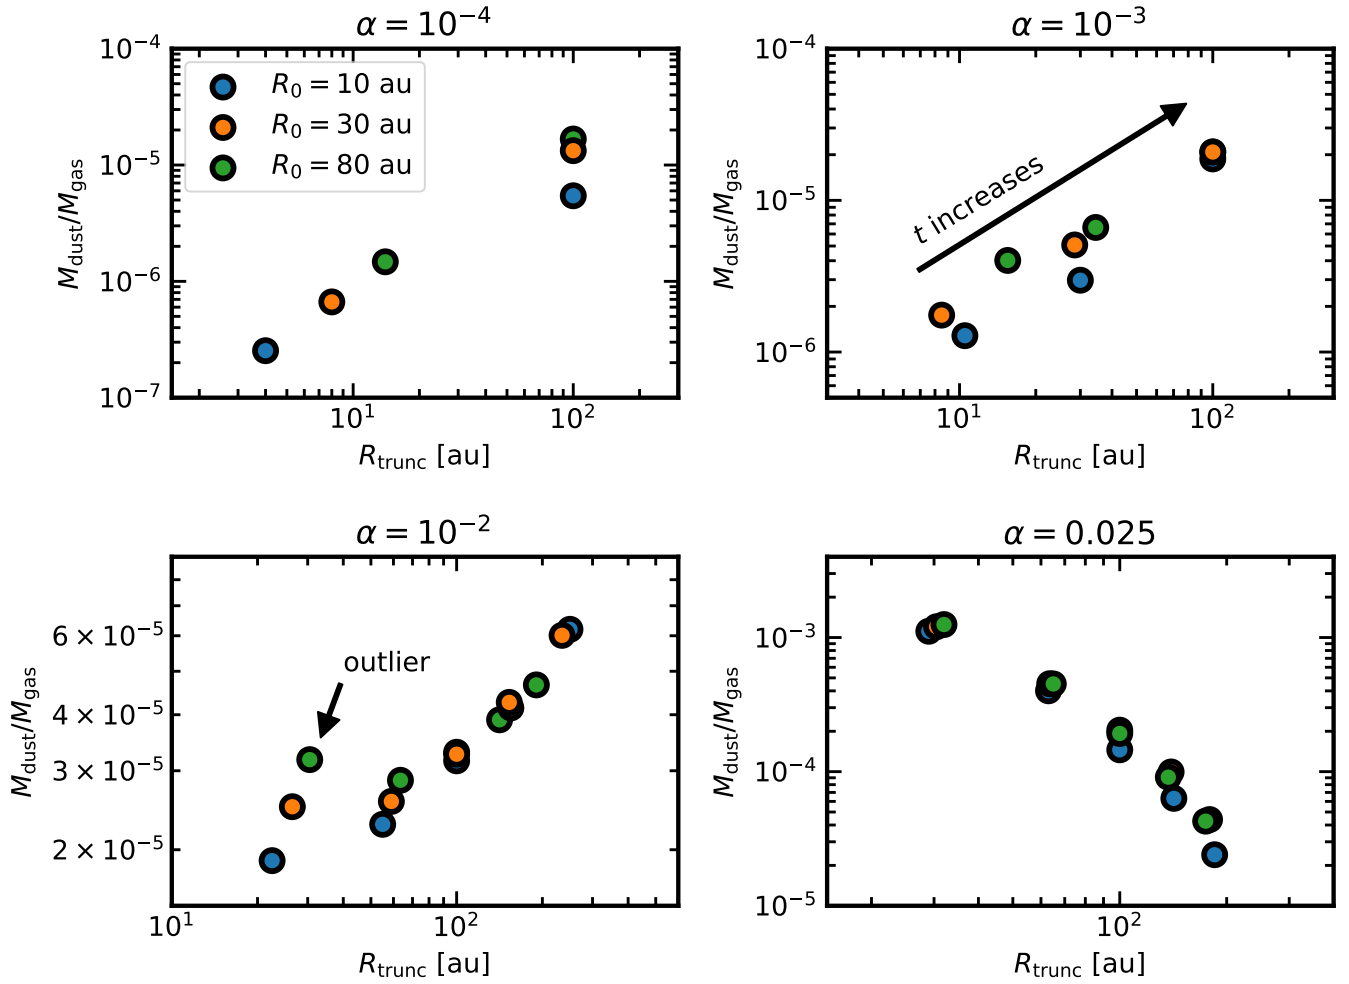 α = 10⁻⁴
10⁻⁴
10⁻⁵
10⁻⁶
10⁻⁷
M_dust/M_gas
R₀ = 10 au
R₀ = 30 au
R₀ = 80 au
10¹
10²
R_trunc [au]
α = 10⁻³
10⁻⁴
10⁻⁵
10⁻⁶
M_dust/M_gas
t increases
10¹
10²
R_trunc [au]
α = 10⁻²
6 × 10⁻⁵
4 × 10⁻⁵
3 × 10⁻⁵
2 × 10⁻⁵
M_dust/M_gas
outlier
10¹
10²
R_trunc [au]
α = 0.025
10⁻³
10⁻⁴
10⁻⁵
M_dust/M_gas
10²
R_trunc [au]